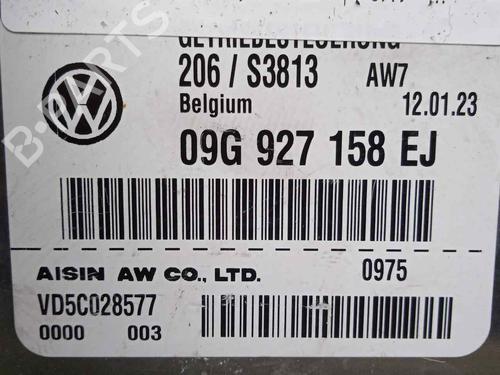 GETRIEBESTEUERUNG
206 / S3813 AW7
Belgium 12.01.23
09G 927 158 EJ
AISIN AW CO., LTD. 0975
VD5C028577
0000 003
B-PARTS